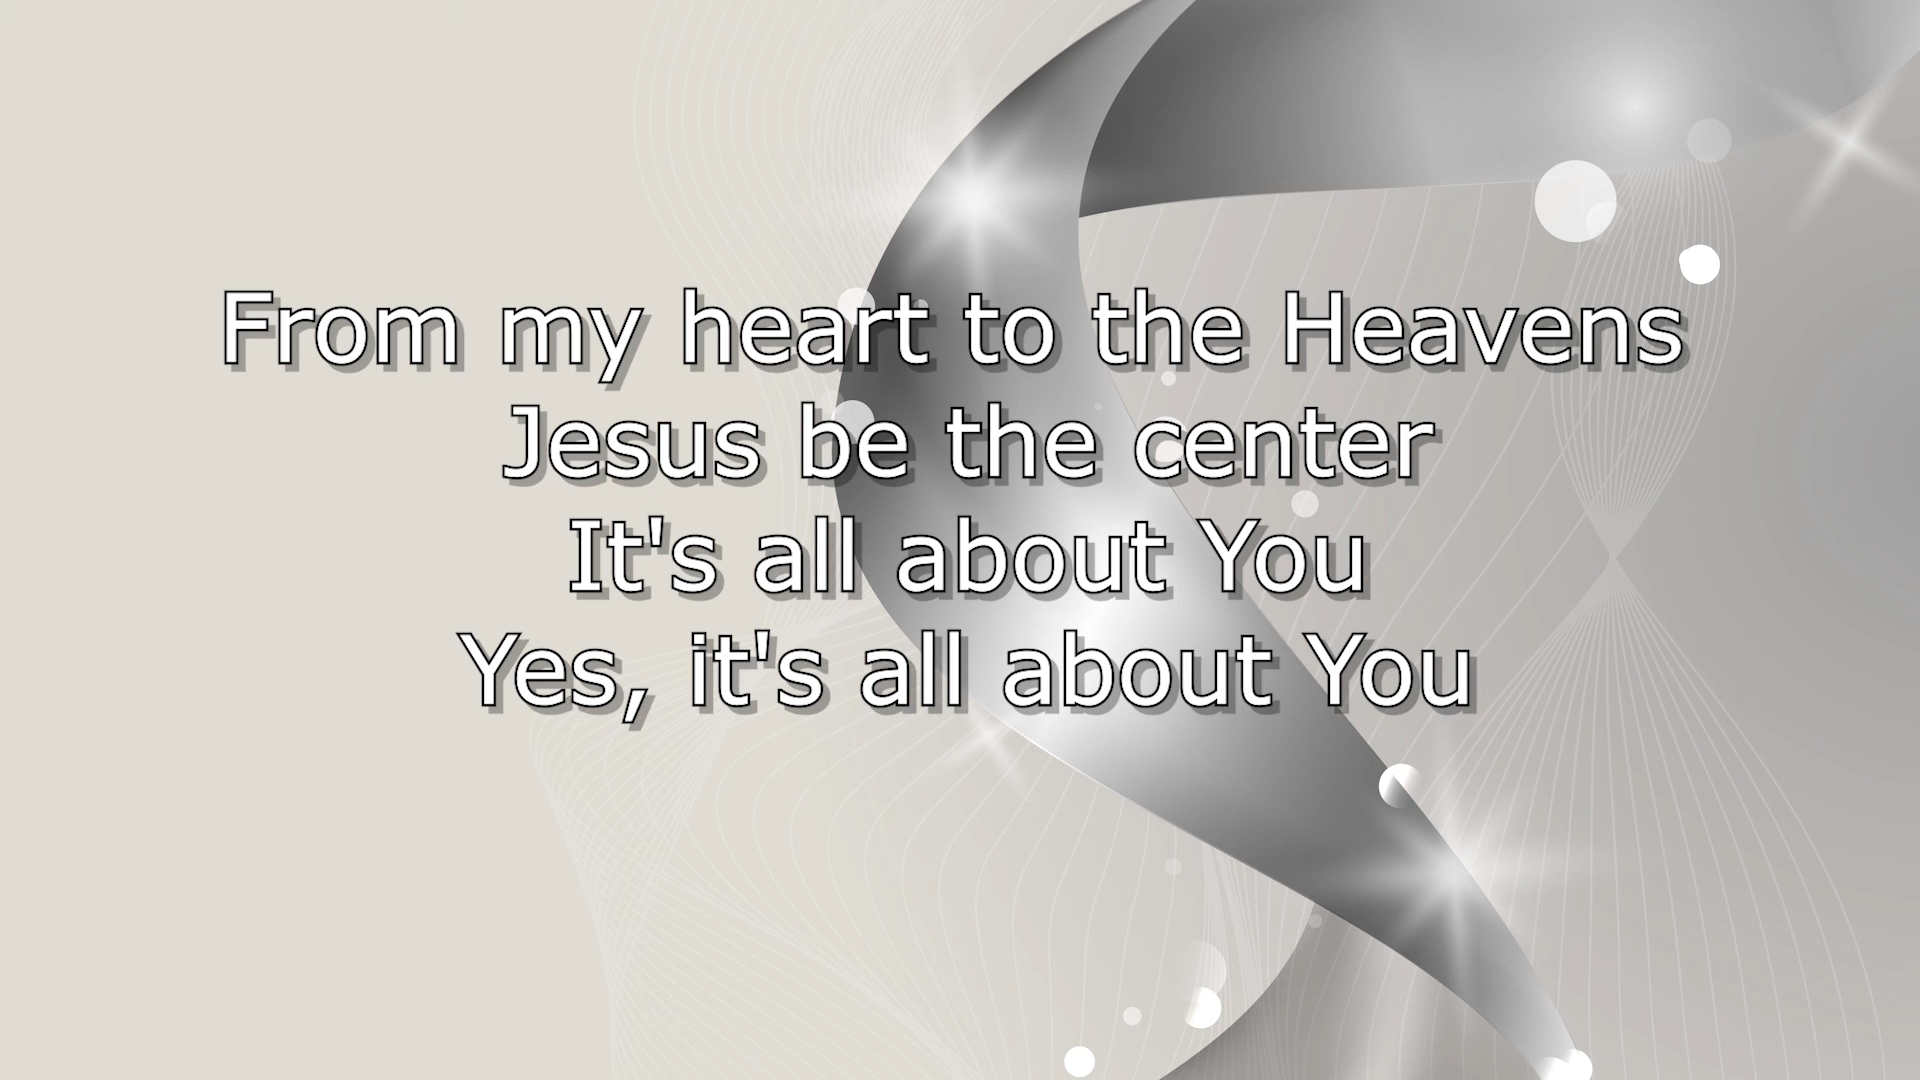 From my heart to the Heavens
Jesus be the center
It's all about You
Yes, it's all about You